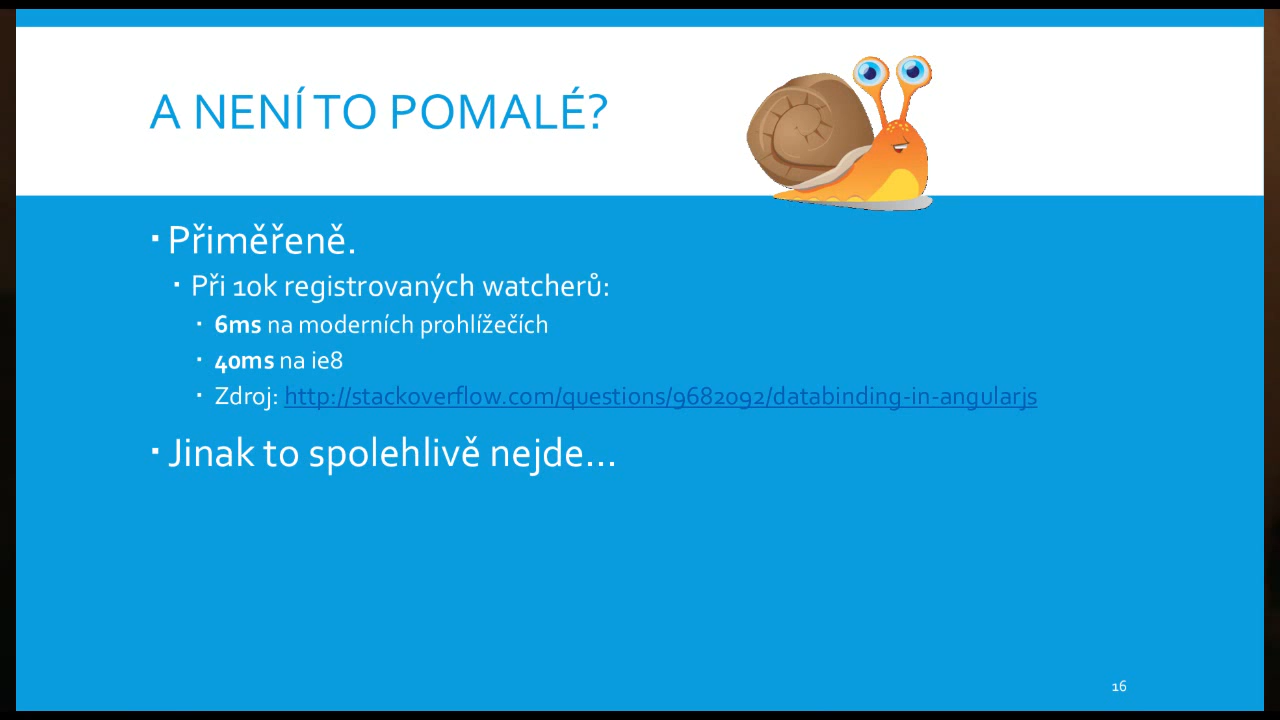 A NENÍ TO POMALÉ?
Přiměřeně.
Při 10k registrovaných watcherů:
6ms na moderních prohlížečích
40ms na ie8
Zdroj: http://stackoverflow.com/questions/9682092/databinding-in-angularjs
Jinak to spolehlivě nejde...
16